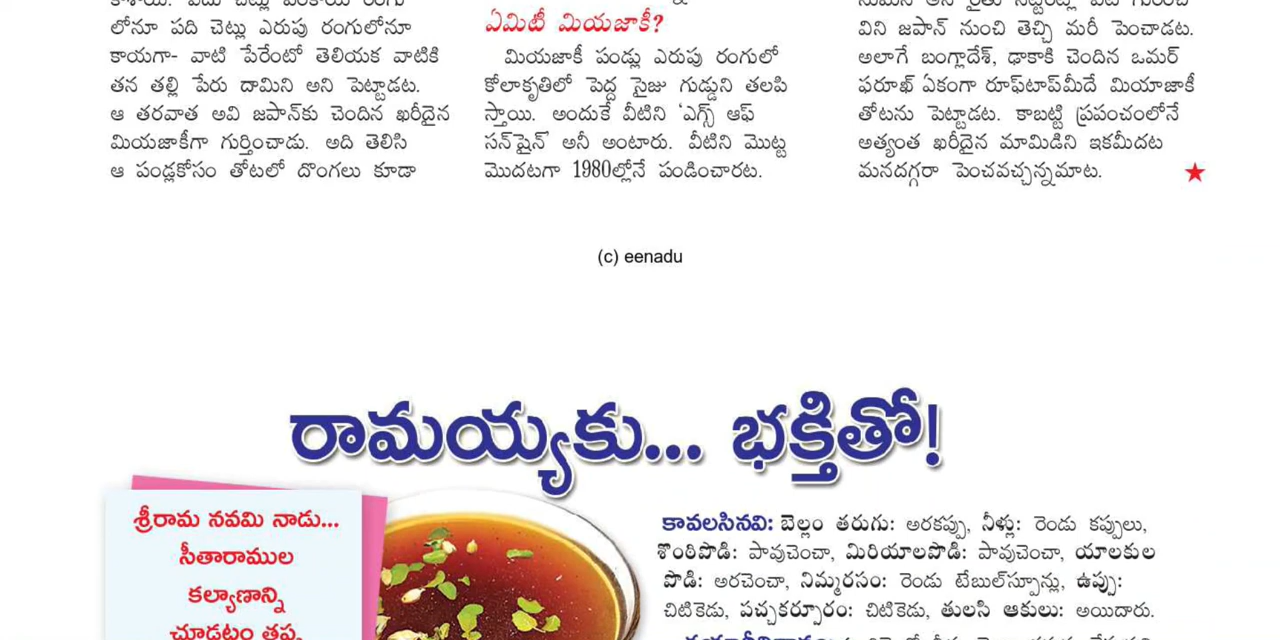 లోనూ పది చెట్లు ఎరుపు రంగులోనూ
కాయగా- వాటి పేరేంటో తెలియక వాటికి
తన తల్లి పేరు దామిని అని పెట్టాడట.
ఆ తరవాత అవి జపాన్‌కు చెందిన ఖరీదైన
మియజాకీగా గుర్తించాడు. అది తెలిసి
ఆ పండ్లకోసం తోటలో దొంగలు కూడా
ఏమిటీ మియజాకీ?
మియజాకీ పండ్లు ఎరుపు రంగులో
కోలాకృతిలో పెద్ద సైజు గుడ్డుని తలపి
స్తాయి. అందుకే వీటిని ‘ఎగ్స్ ఆఫ్
సన్‌షైన్’ అనీ అంటారు. వీటిని మొట్ట
మొదటగా 1980ల్లోనే పండించారట.
విని జపాన్ నుంచి తెచ్చి మరీ పెంచాడట.
అలాగే బంగ్లాదేశ్, ఢాకాకి చెందిన ఒమర్
ఫరూఖ్ ఏకంగా రూఫ్‌టాప్‌మీదే మియాజాకీ
తోటను పెట్టాడట. కాబట్టి ప్రపంచంలోనే
అత్యంత ఖరీదైన మామిడిని ఇకమీదట
మనదగ్గరా పెంచవచ్చన్నమాట.
(c) eenadu
రామయ్యకు... భక్తితో!
శ్రీరామ నవమి నాడు...
సీతారాముల
కల్యాణాన్ని
చూడటం తప్ప
కావలసినవి: బెల్లం తరుగు: అరకప్పు, నీళ్లు: రెండు కప్పులు,
శొంఠిపొడి: పావుచెంచా, మిరియాలపొడి: పావుచెంచా, యాలకుల
పొడి: అరచెంచా, నిమ్మరసం: రెండు టేబుల్‌స్పూన్లు, ఉప్పు:
చిటికెడు, పచ్చకర్పూరం: చిటికెడు, తులసి ఆకులు: అయిదారు.